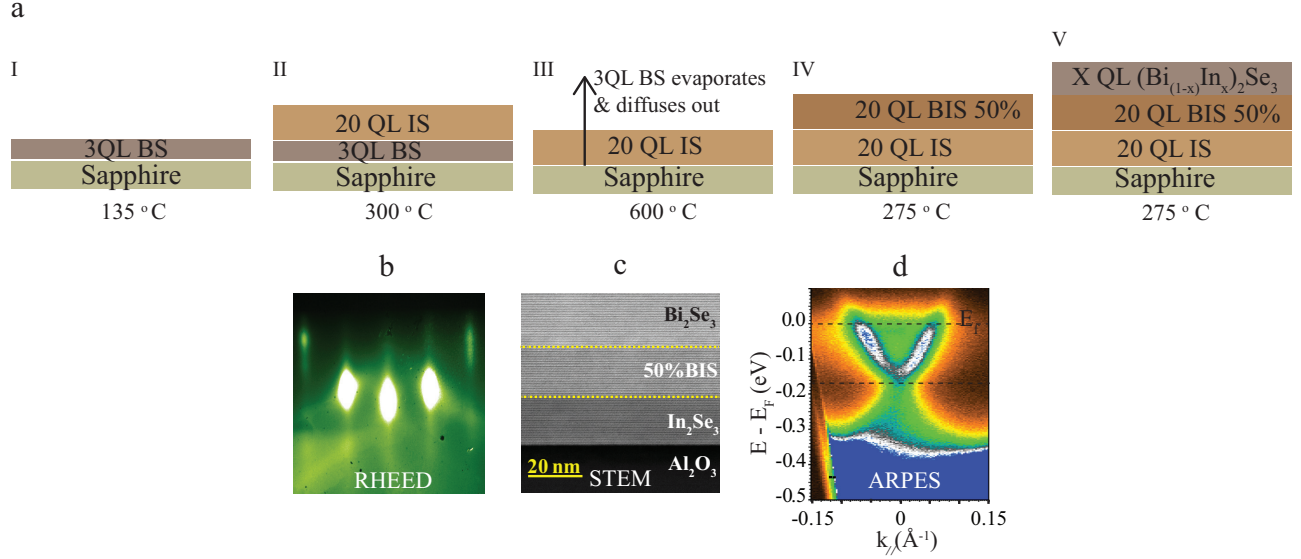 a
I
3QL BS
Sapphire
135 °C
II
20 QL IS
3QL BS
Sapphire
300 °C
III
3QL BS evaporates
& diffuses out
20 QL IS
Sapphire
600 °C
IV
20 QL BIS 50%
20 QL IS
Sapphire
275 °C
V
X QL (Bi(1-x)Inx)2Se3
20 QL BIS 50%
20 QL IS
Sapphire
275 °C
b
RHEED
c
Bi2Se3
50%BIS
In2Se3
Al2O3
20 nm
STEM
d
E - EF (eV)
0.0
-0.1
-0.2
-0.3
-0.4
-0.5
Ef
ARPES
-0.15
0
0.15
k//(Å-1)